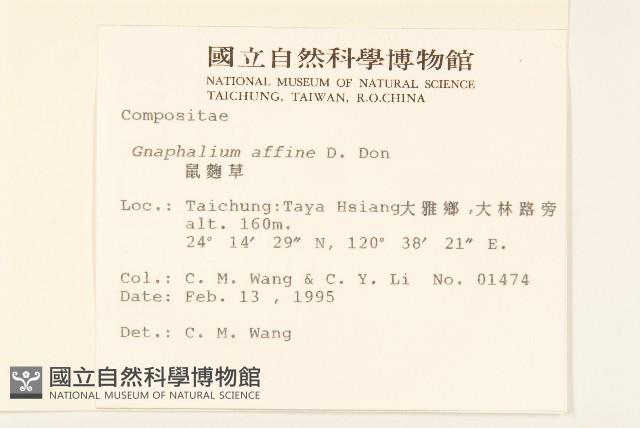 國立自然科學博物館
NATIONAL MUSEUM OF NATURAL SCIENCE
TAICHUNG, TAIWAN, R.O.CHINA
Compositae
Gnaphalium affine D. Don
鼠麴草
Loc.: Taichung:Taya Hsiang大雅鄉,大林路旁
alt. 160m.
24° 14′ 29″ N, 120° 38′ 21″ E.
Col.: C. M. Wang & C. Y. Li No. 01474
Date: Feb. 13 , 1995
Det.: C. M. Wang
國立自然科學博物館
NATIONAL MUSEUM OF NATURAL SCIENCE